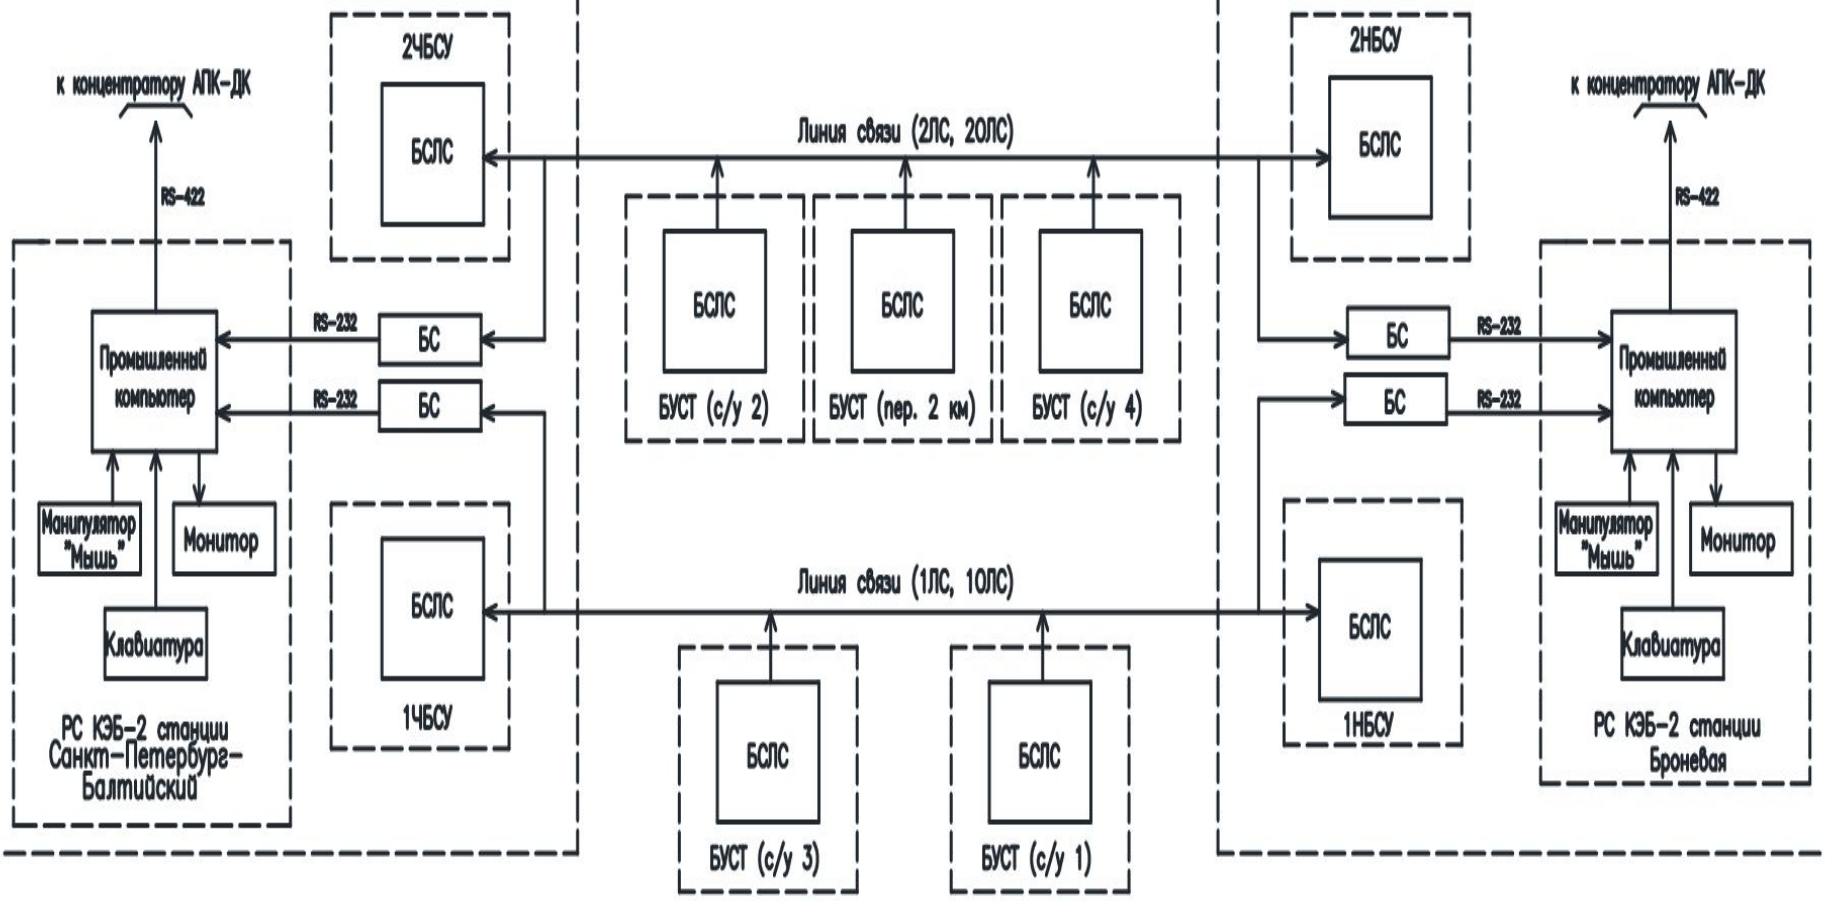 2ЧБСУ
2НБСУ
к концентратору АПК-ДК
к концентратору АПК-ДК
БСЛС
Линия связи (2ЛС, 2ОЛС)
БСЛС
RS-422
RS-422
БСЛС
БСЛС
БСЛС
RS-232
БС
БС
RS-232
Промышленный
компьютер
Промышленный
компьютер
RS-232
БС
БС
RS-232
БУСТ (с/у 2)
БУСТ (пер. 2 км)
БУСТ (с/у 4)
Манипулятор
"Мышь"
Монитор
Манипулятор
"Мышь"
Монитор
Линия связи (1ЛС, 1ОЛС)
БСЛС
БСЛС
Клавиатура
Клавиатура
1ЧБСУ
1НБСУ
РС КЭБ-2 станции
Санкт-Петербург-
Балтийский
РС КЭБ-2 станции
Броневая
БСЛС
БСЛС
БУСТ (с/у 3)
БУСТ (с/у 1)